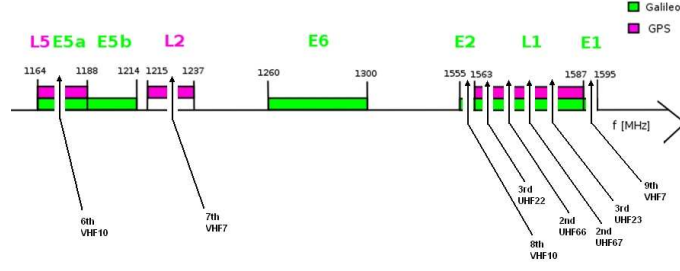 Galileo
GPS
L5 E5a E5b L2 E6 E2 L1 E1
1164 1188 1214 1215 1237 1260 1300 1555 1563 1587 1595
f [MHz]
6th
VHF10
7th
VHF7
8th
VHF10
3rd
UHF22
2nd
UHF66
2nd
UHF67
3rd
UHF23
9th
VHF7